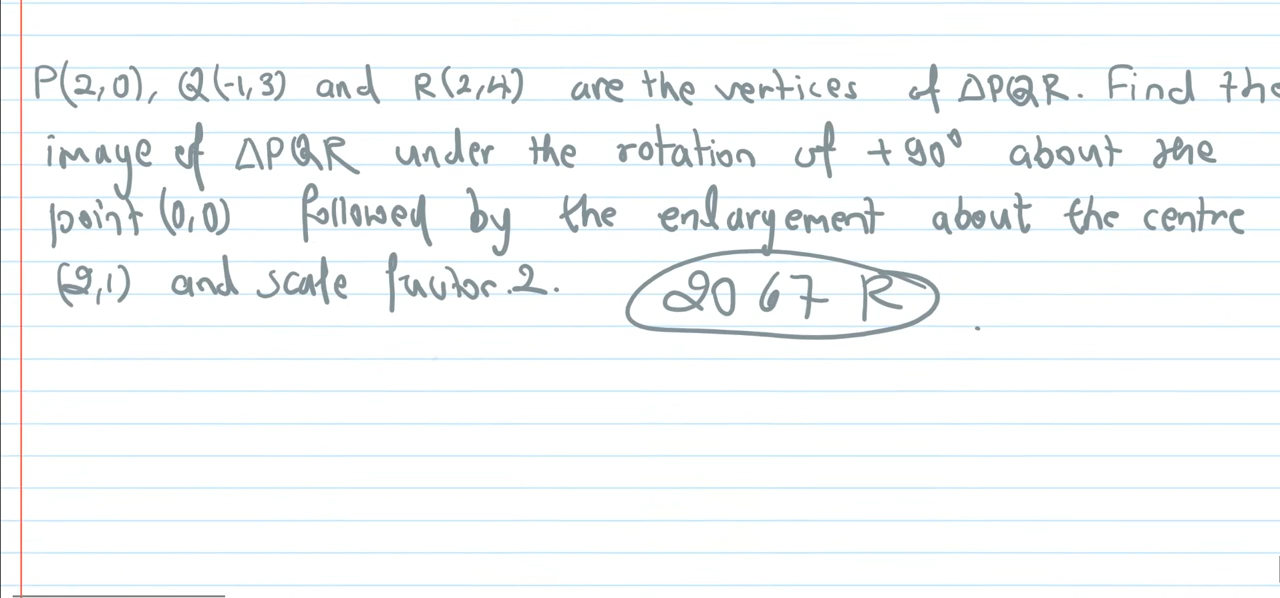 P(2,0), Q(-1,3) and R(2,4) are the vertices of ΔPQR. Find the
image of ΔPQR under the rotation of +90° about the
point (0,0) followed by the enlargement about the centre
(2,1) and scale factor.2.
2067 R